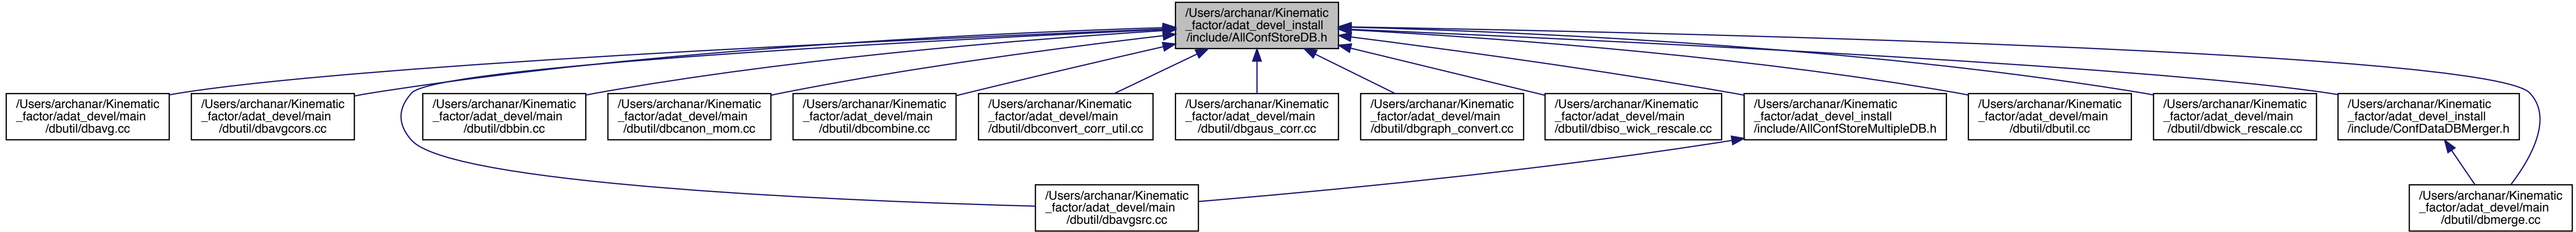 /Users/archanar/Kinematic
_factor/adat_devel_install
/include/AllConfStoreDB.h
/Users/archanar/Kinematic
_factor/adat_devel/main
/dbutil/dbavg.cc
/Users/archanar/Kinematic
_factor/adat_devel/main
/dbutil/dbavgcors.cc
/Users/archanar/Kinematic
_factor/adat_devel/main
/dbutil/dbbin.cc
/Users/archanar/Kinematic
_factor/adat_devel/main
/dbutil/dbcanon_mom.cc
/Users/archanar/Kinematic
_factor/adat_devel/main
/dbutil/dbcombine.cc
/Users/archanar/Kinematic
_factor/adat_devel/main
/dbutil/dbconvert_corr_util.cc
/Users/archanar/Kinematic
_factor/adat_devel/main
/dbutil/dbgaus_corr.cc
/Users/archanar/Kinematic
_factor/adat_devel/main
/dbutil/dbgraph_convert.cc
/Users/archanar/Kinematic
_factor/adat_devel/main
/dbutil/dbiso_wick_rescale.cc
/Users/archanar/Kinematic
_factor/adat_devel_install
/include/AllConfStoreMultipleDB.h
/Users/archanar/Kinematic
_factor/adat_devel/main
/dbutil/dbutil.cc
/Users/archanar/Kinematic
_factor/adat_devel/main
/dbutil/dbwick_rescale.cc
/Users/archanar/Kinematic
_factor/adat_devel_install
/include/ConfDataDBMerger.h
/Users/archanar/Kinematic
_factor/adat_devel/main
/dbutil/dbavgsrc.cc
/Users/archanar/Kinematic
_factor/adat_devel/main
/dbutil/dbmerge.cc